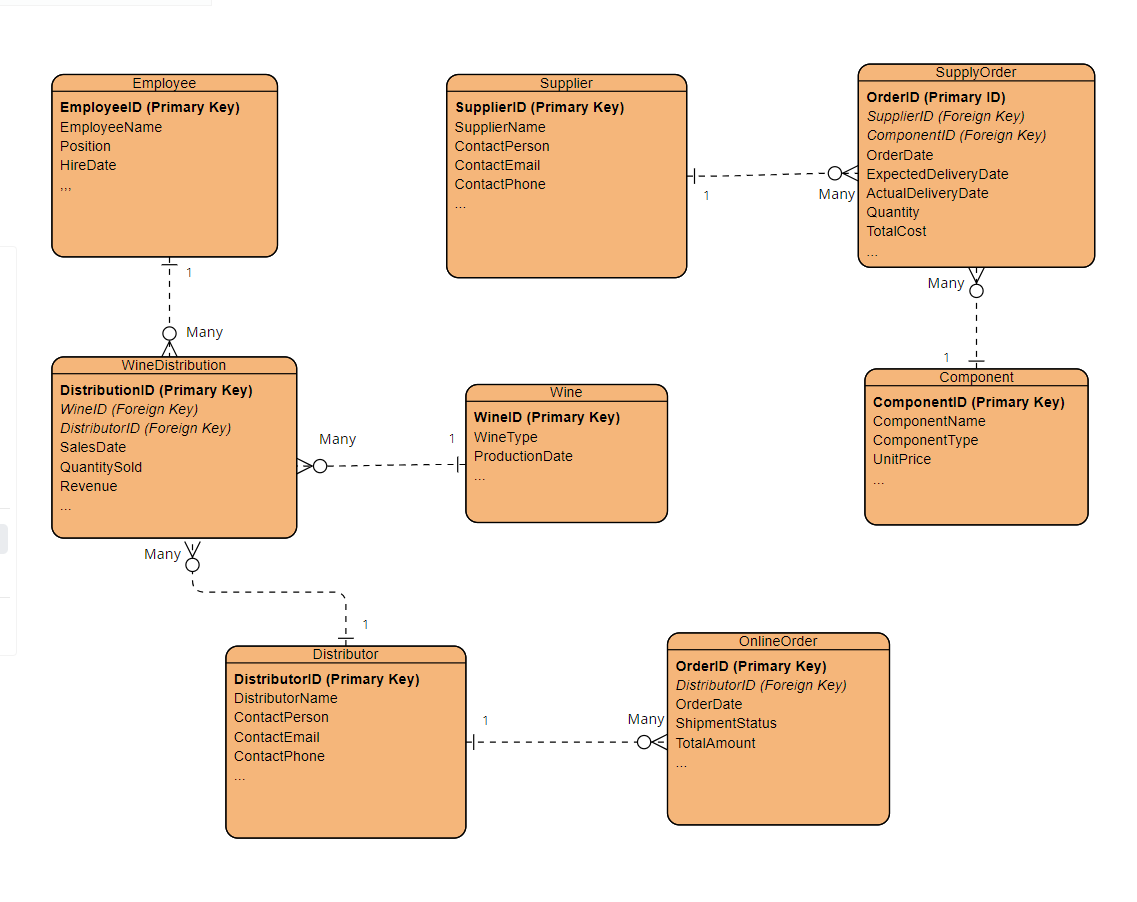 Employee
EmployeeID (Primary Key)
EmployeeName
Position
HireDate
,,,
Supplier
SupplierID (Primary Key)
SupplierName
ContactPerson
ContactEmail
ContactPhone
...
SupplyOrder
OrderID (Primary ID)
SupplierID (Foreign Key)
ComponentID (Foreign Key)
OrderDate
ExpectedDeliveryDate
ActualDeliveryDate
Quantity
TotalCost
...
1
Many
1
Many
Many
1
WineDistribution
DistributionID (Primary Key)
WineID (Foreign Key)
DistributorID (Foreign Key)
SalesDate
QuantitySold
Revenue
...
Many
1
Wine
WineID (Primary Key)
WineType
ProductionDate
...
Component
ComponentID (Primary Key)
ComponentName
ComponentType
UnitPrice
...
Many
1
Distributor
DistributorID (Primary Key)
DistributorName
ContactPerson
ContactEmail
ContactPhone
...
1
Many
OnlineOrder
OrderID (Primary Key)
DistributorID (Foreign Key)
OrderDate
ShipmentStatus
TotalAmount
...